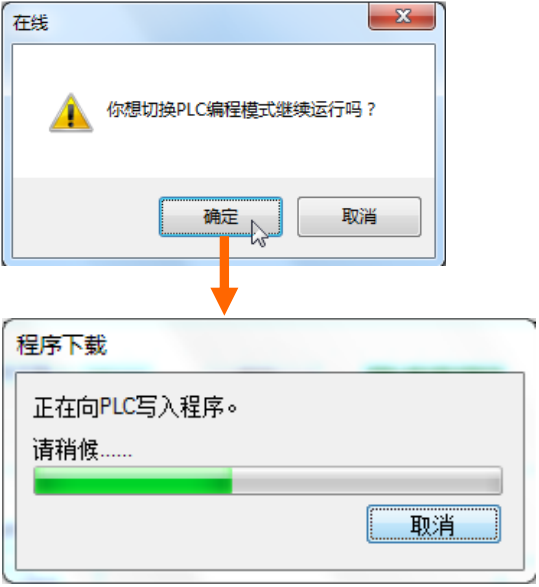 在线
你想切换PLC编程模式继续运行吗？
确定
取消
程序下载
正在向PLC写入程序。
请稍候......
取消